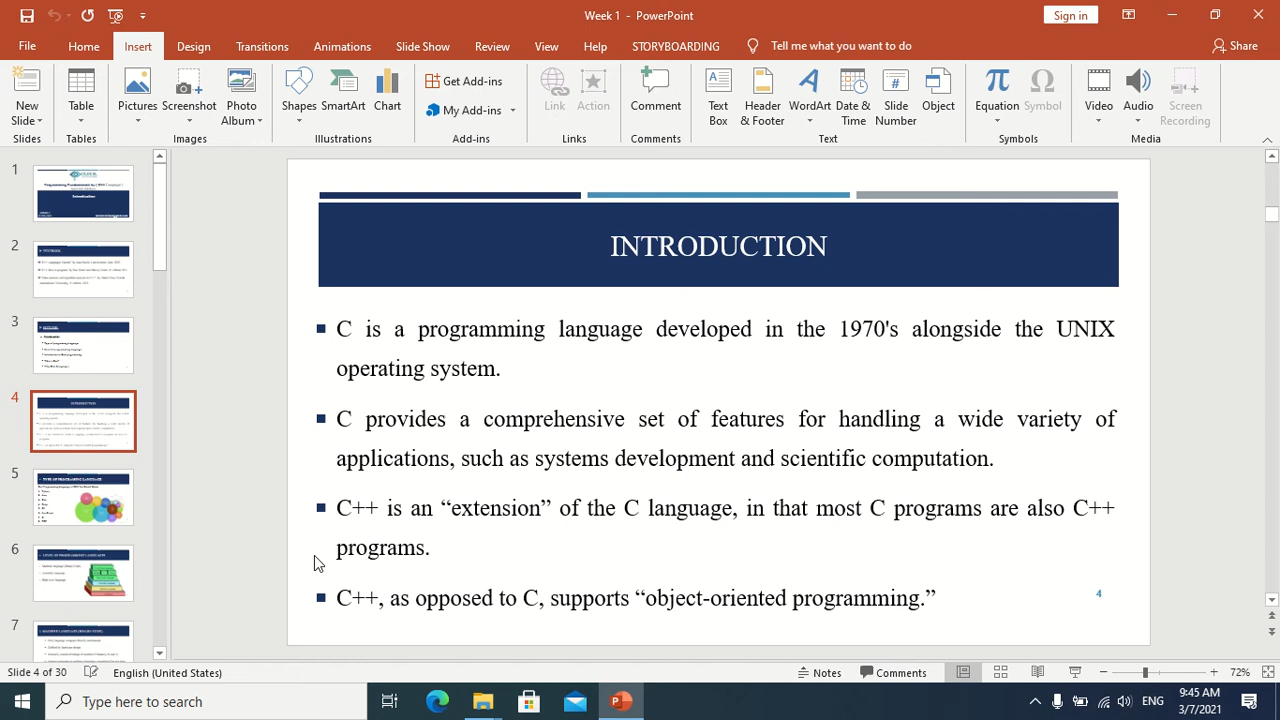 Week 1 - PowerPoint
Sign in
File Home Insert Design Transitions Animations Slide Show Review View Help STORYBOARDING Tell me what you want to do Share
New Slide
Table
Pictures
Screenshot
Photo Album
Shapes
SmartArt
Chart
Get Add-ins
My Add-ins
Link
Action
Comment
Text Box
Header & Footer
WordArt
Date & Time
Slide Number
Object
Equation
Symbol
Video
Audio
Screen Recording
Slides Tables Images Illustrations Add-ins Links Comments Text Symbols Media
1
2
3
4
5
6
7
INTRODUCTION
C is a programming language developed in the 1970's alongside the UNIX
operating system.
C provides a comprehensive set of features for handling a wide variety of
applications, such as systems development and scientific computation.
C++ is an “extension” of the C language, in that most C programs are also C++
programs.
C++, as opposed to C, supports “object-oriented programming.”
4
Slide 4 of 30
English (United States)
Notes
Comments
72%
Type here to search
ENG
9:45 AM
3/7/2021